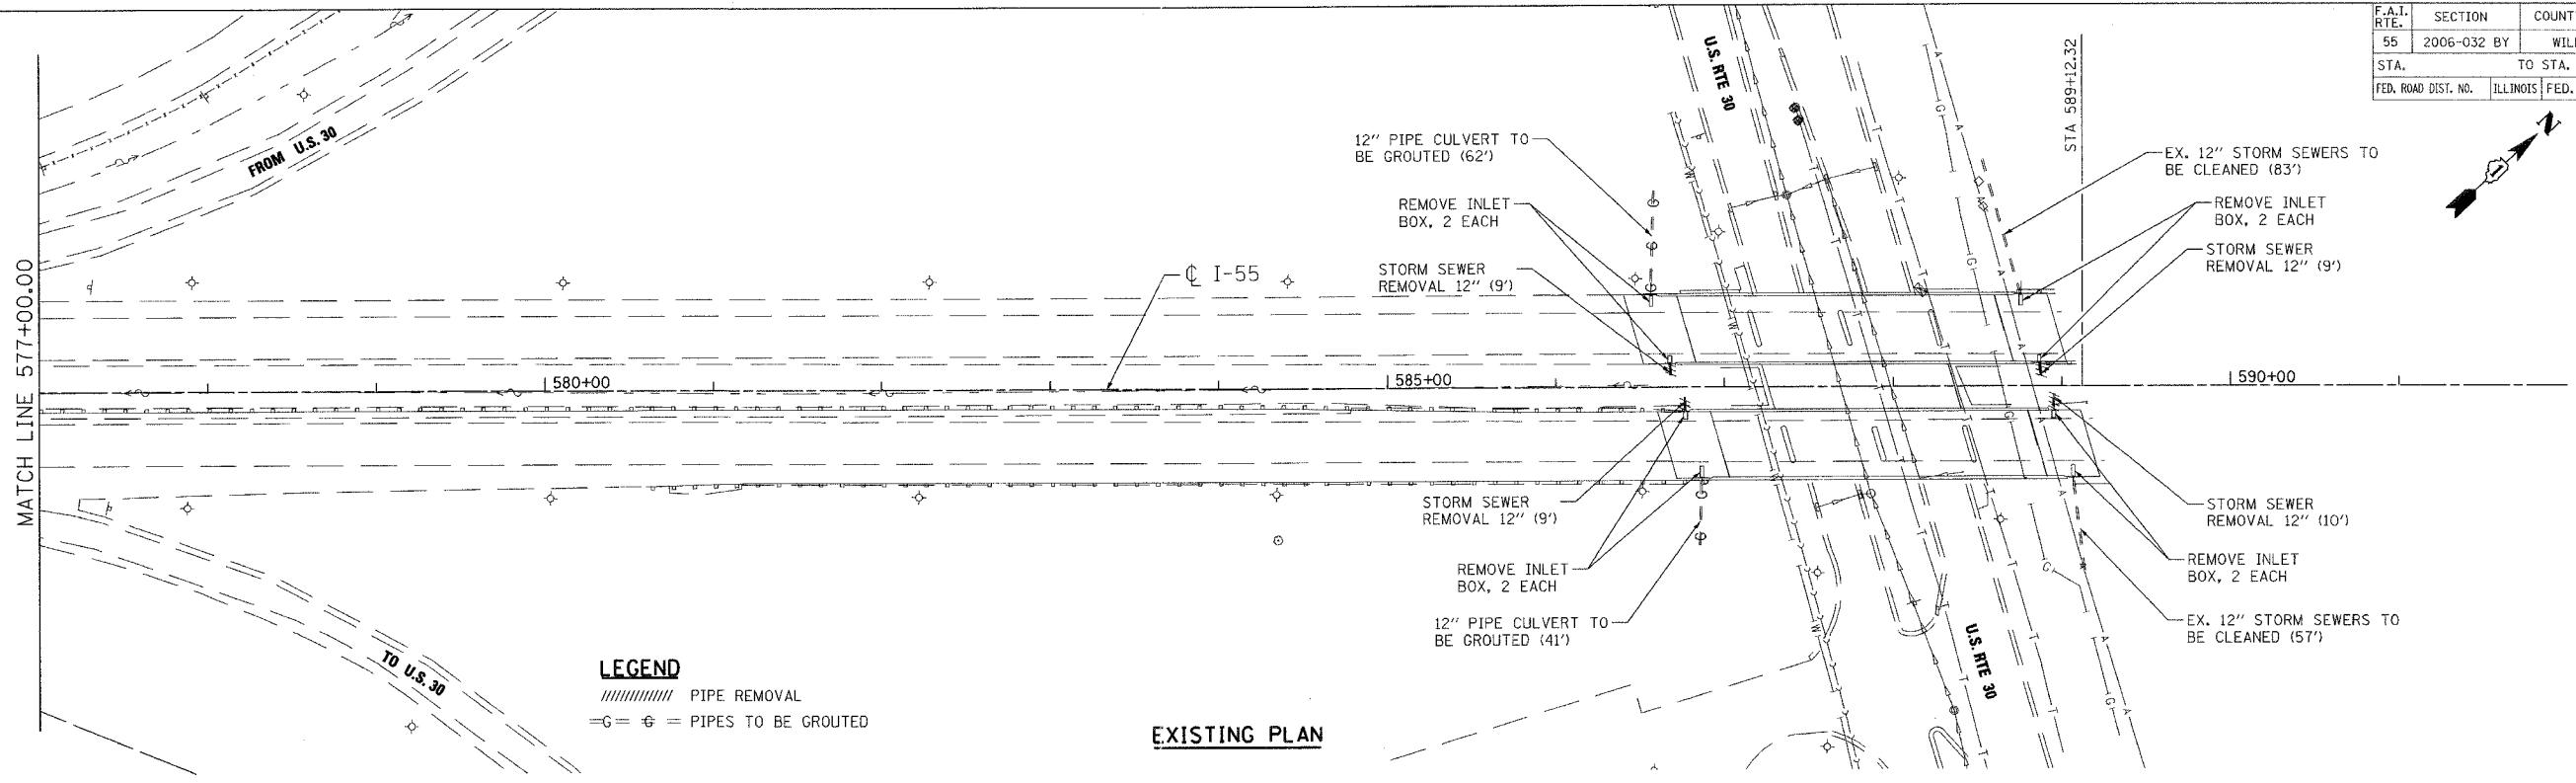 F.A.I. RTE. SECTION COUNT
55 2006-032 BY WILL
STA. TO STA.
FED. ROAD DIST. NO. ILLINOIS FED.
N
MATCH LINE 577+00.00
FROM U.S. 30
TO U.S. 30
℄ I-55
580+00
585+00
590+00
STA 589+12.32
U.S. RTE 30
U.S. RTE 30
12" PIPE CULVERT TO
BE GROUTED (62')
REMOVE INLET
BOX, 2 EACH
STORM SEWER
REMOVAL 12" (9')
EX. 12" STORM SEWERS TO
BE CLEANED (83')
REMOVE INLET
BOX, 2 EACH
STORM SEWER
REMOVAL 12" (9')
STORM SEWER
REMOVAL 12" (9')
REMOVE INLET
BOX, 2 EACH
12" PIPE CULVERT TO
BE GROUTED (41')
STORM SEWER
REMOVAL 12" (10')
REMOVE INLET
BOX, 2 EACH
EX. 12" STORM SEWERS TO
BE CLEANED (57')
LEGEND
PIPE REMOVAL
=G= G = PIPES TO BE GROUTED
EXISTING PLAN